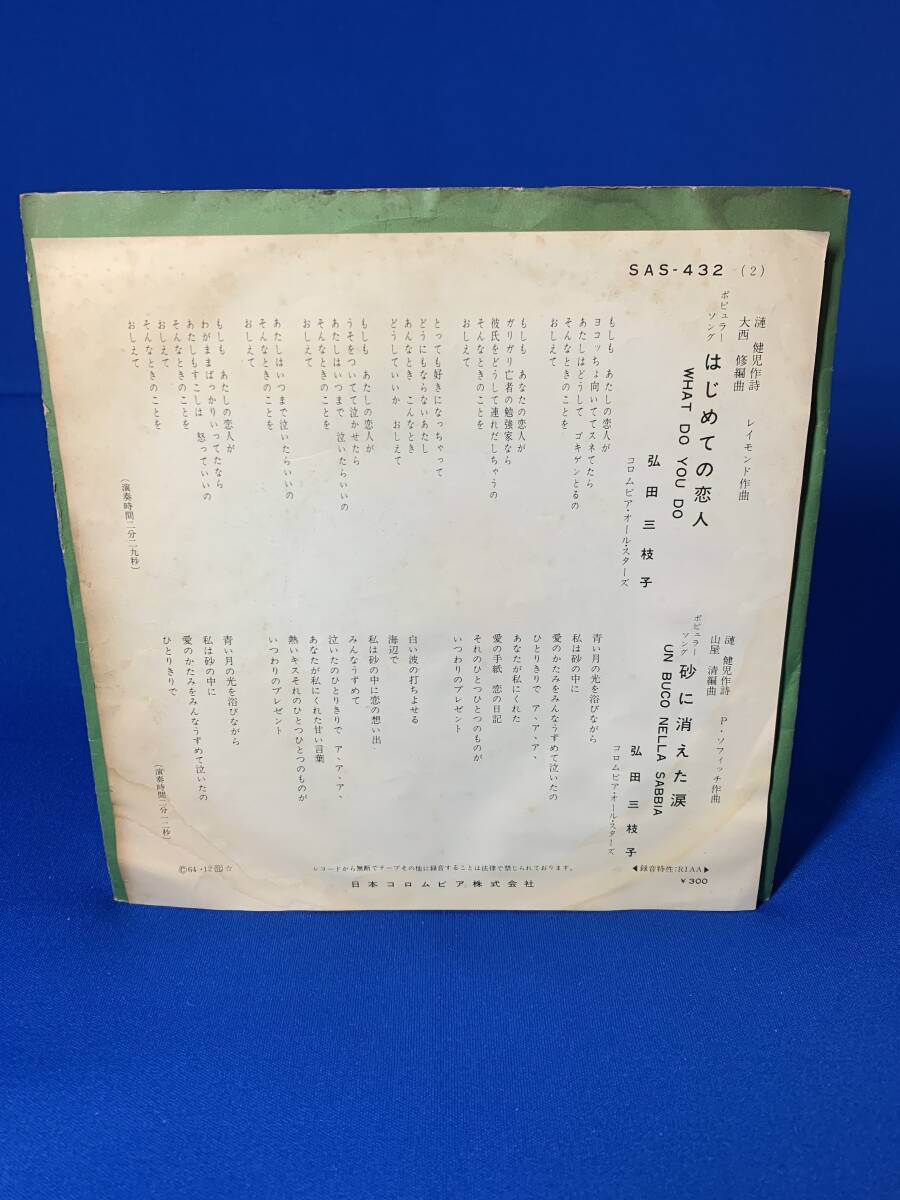 SAS-432 (2)
漣 健児作詩
大西 修編曲
レイモンド作曲
ポピュラー
ソング
はじめての恋人
WHAT DO YOU DO
弘田三枝子
コロムビア・オール・スターズ
もしも あたしの恋人が
ヨコッちょ向いててスネてたら
あたしはどうして ゴキゲンとるの
そんなときのことを
おしえて
もしも あなたの恋人が
ガリガリ亡者の勉強家なら
彼氏をどうして連れだしちゃうの
そんなときのことを
おしえて
とっても好きになっちゃって
どうにもならないあたし
あんなとき こんなとき
どうしていいか おしえて
もしも あたしの恋人が
うそをついてて泣かせたら
あたしはいつまで 泣いたらいいの
そんなときのことを
おしえて
あたしはいつまで泣いたらいいの
そんなときのことを
おしえて
もしも あたしの恋人が
わがままばっかりいってたなら
あたしもすこしは 怒っていいの
そんなときのことを
おしえて
そんなときのことを
おしえて
(演奏時間二分二九秒)
漣 健児作詩
山屋 清編曲
P・ソフィッチ作曲
ポピュラー
ソング
砂に消えた涙
UN BUCO NELLA SABBIA
弘田三枝子
コロムビア・オール・スターズ
青い月の光を浴びながら
私は砂の中に
愛のかたみをみんなうずめて泣いたの
ひとりきりで ア、ア、ア、
あなたが私にくれた
愛の手紙 恋の日記
それのひとつひとつのものが
いつわりのプレゼント
白い波の打ちよせる
海辺で
私は砂の中に恋の想い出
みんなうずめて
泣いたのひとりきりで ア、ア、ア、
あなたが私にくれた甘い言葉
熱いキスそれのひとつひとつのものが
いつわりのプレゼント
青い月の光を浴びながら
私は砂の中に
愛のかたみをみんなうずめて泣いたの
ひとりきりで
(演奏時間二分一二秒)
◀録音特性:RIAA▶
¥300
レコードから無断でテープその他に録音することは法律で禁じられております。
日本コロムビア株式会社
©64・12 ☆